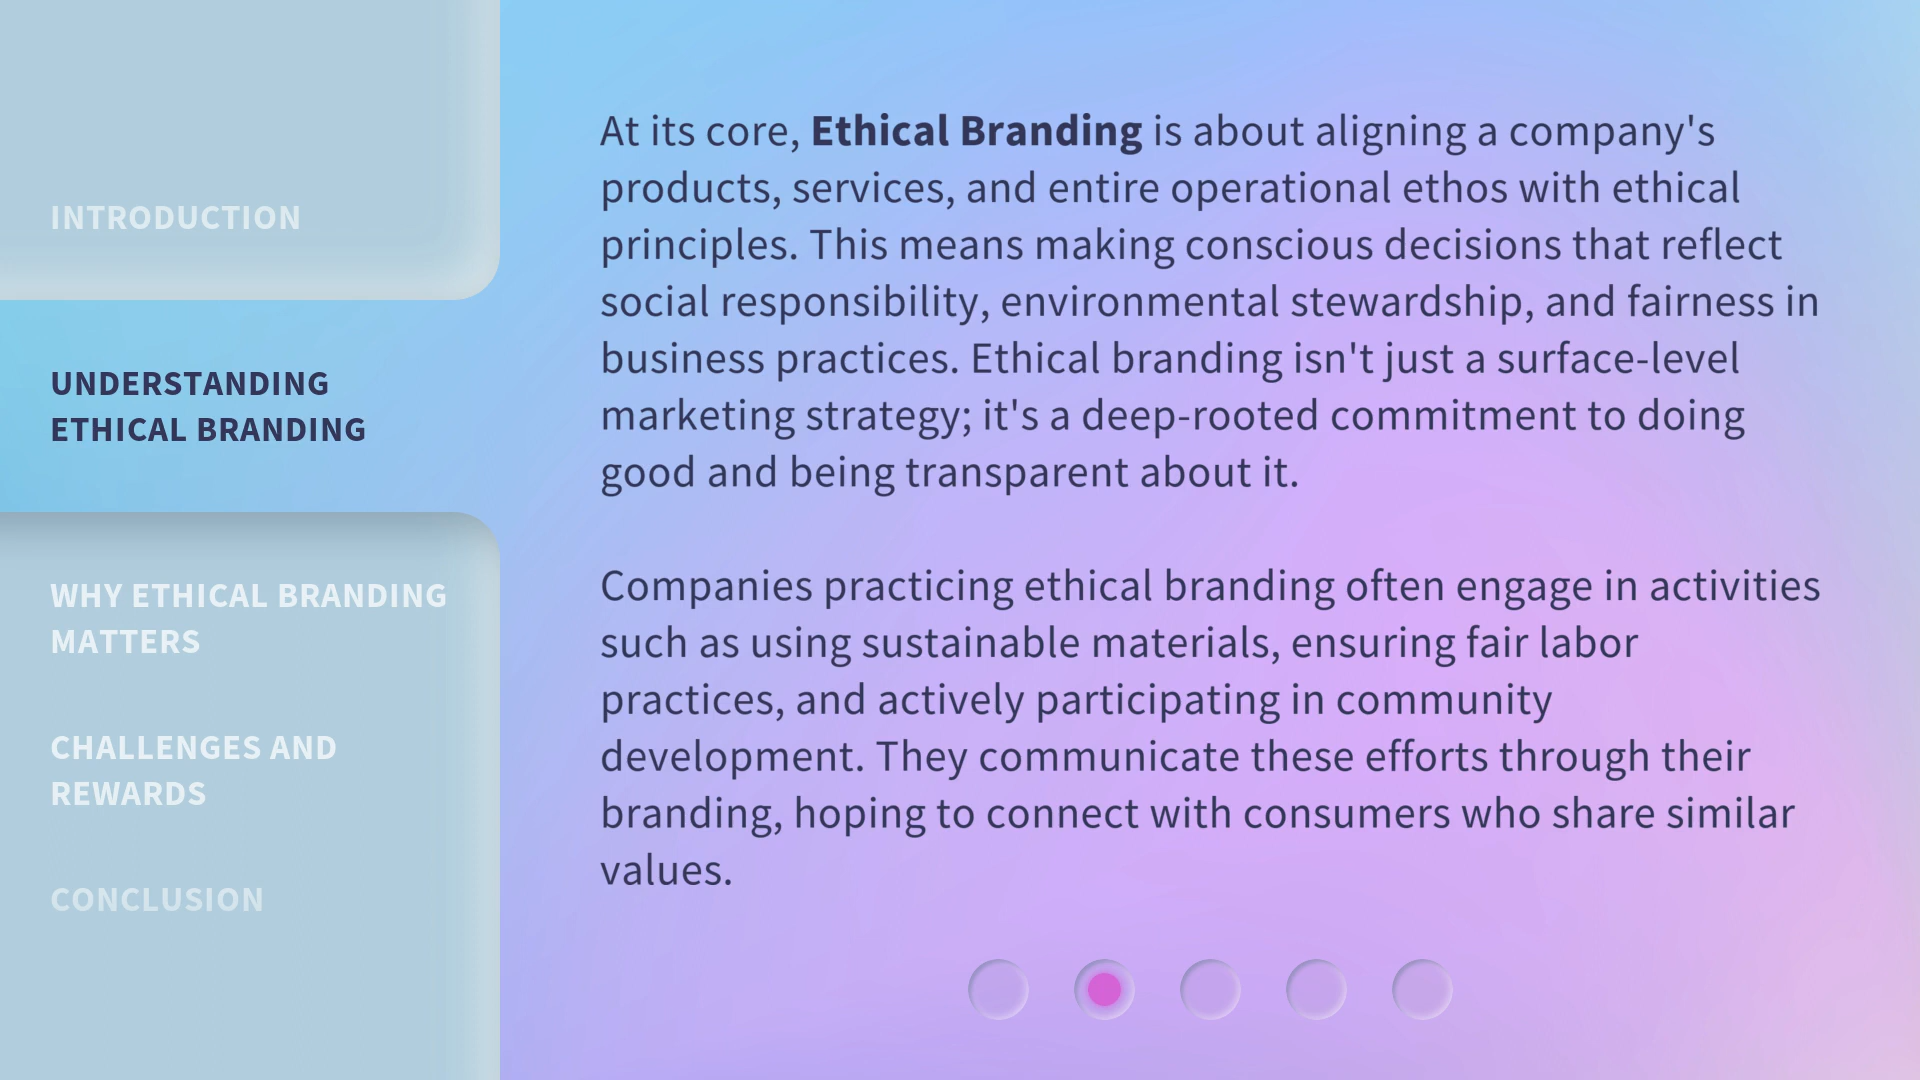 INTRODUCTION
UNDERSTANDING
ETHICAL BRANDING
WHY ETHICAL BRANDING
MATTERS
CHALLENGES AND
REWARDS
CONCLUSION
At its core, Ethical Branding is about aligning a company's
products, services, and entire operational ethos with ethical
principles. This means making conscious decisions that reflect
social responsibility, environmental stewardship, and fairness in
business practices. Ethical branding isn't just a surface-level
marketing strategy; it's a deep-rooted commitment to doing
good and being transparent about it.
Companies practicing ethical branding often engage in activities
such as using sustainable materials, ensuring fair labor
practices, and actively participating in community
development. They communicate these efforts through their
branding, hoping to connect with consumers who share similar
values.